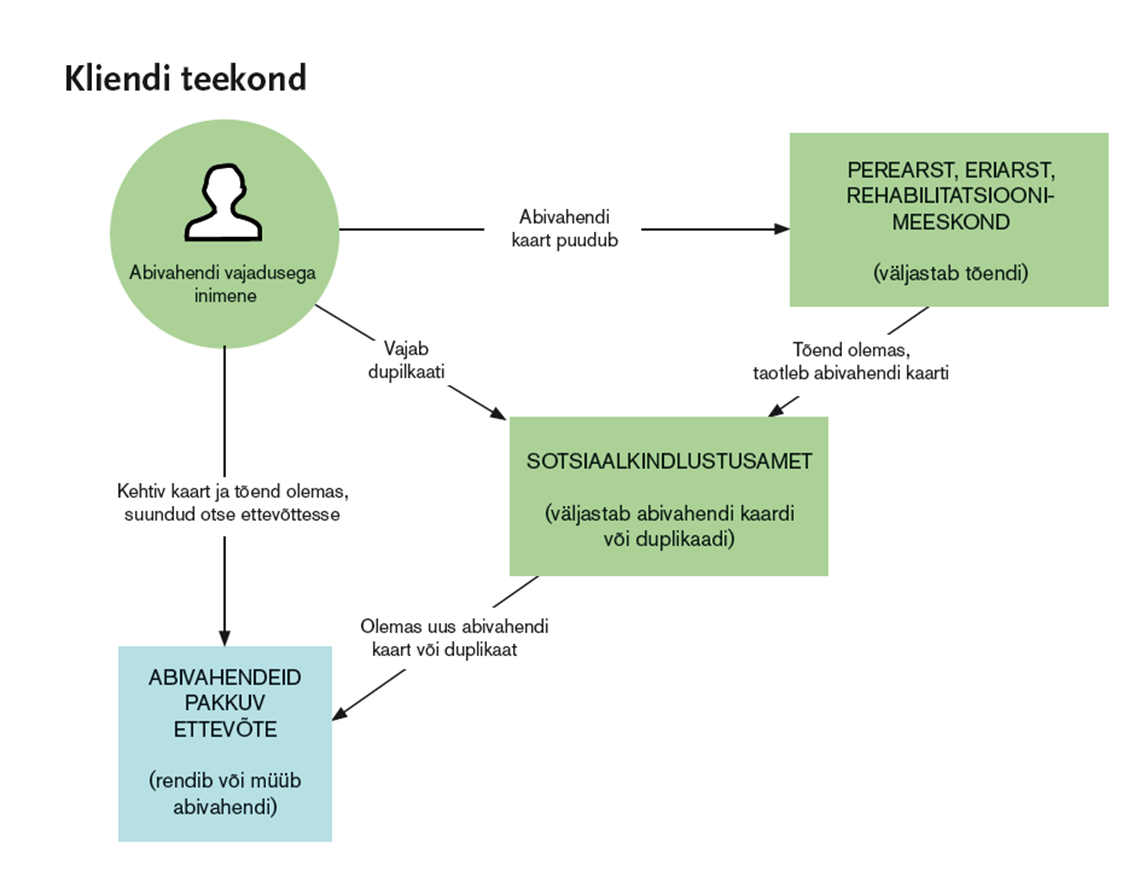 Kliendi teekond
Abivahendi vajadusega
inimene
Abivahendi
kaart puudub
PEREARST, ERIARST,
REHABILITATSIOONI-
MEESKOND
(väljastab tõendi)
Vajab
dupilkaati
Tõend olemas,
taotleb abivahendi kaarti
SOTSIAALKINDLUSTUSAMET
(väljastab abivahendi kaardi
või duplikaadi)
Kehtiv kaart ja tõend olemas,
suundud otse ettevõttesse
Olemas uus abivahendi
kaart või duplikaat
ABIVAHENDEID
PAKKUV
ETTEVÕTE
(rendib või müüb
abivahendi)